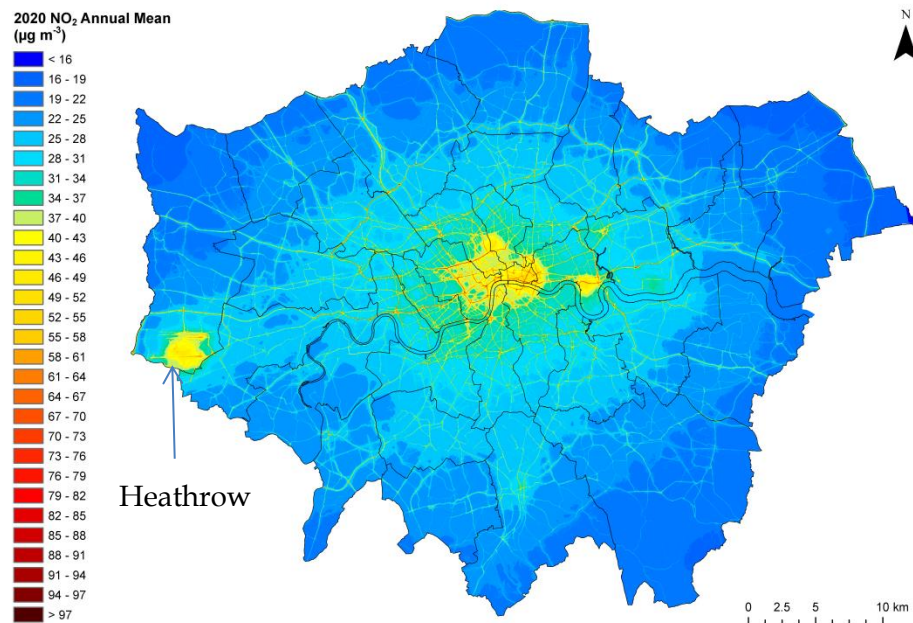 2020 NO₂ Annual Mean
(µg m⁻³)
< 16
16 - 19
19 - 22
22 - 25
25 - 28
28 - 31
31 - 34
34 - 37
37 - 40
40 - 43
43 - 46
46 - 49
49 - 52
52 - 55
55 - 58
58 - 61
61 - 64
64 - 67
67 - 70
70 - 73
73 - 76
76 - 79
79 - 82
82 - 85
85 - 88
88 - 91
91 - 94
94 - 97
> 97
N
Heathrow
0 2.5 5 10 km